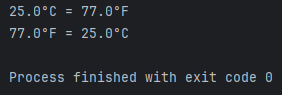 25.0°C = 77.0°F
77.0°F = 25.0°C
Process finished with exit code 0